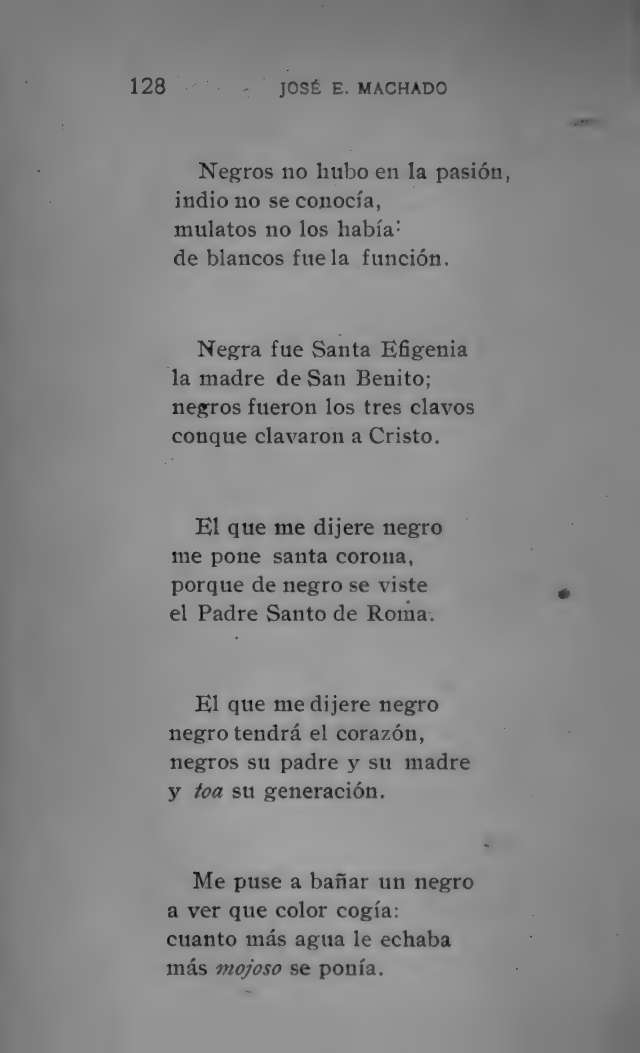 128 JOSÉ E. MACHADO
Negros no hubo en la pasión,
indio no se conocía,
mulatos no los había:
de blancos fue la función.
Negra fue Santa Efigenia
la madre de San Benito;
negros fueron los tres clavos
conque clavaron a Cristo.
El que me dijere negro
me pone santa corona,
porque de negro se viste
el Padre Santo de Roma.
El que me dijere negro
negro tendrá el corazón,
negros su padre y su madre
y toa su generación.
Me puse a bañar un negro
a ver que color cogía:
cuanto más agua le echaba
más mojoso se ponía.